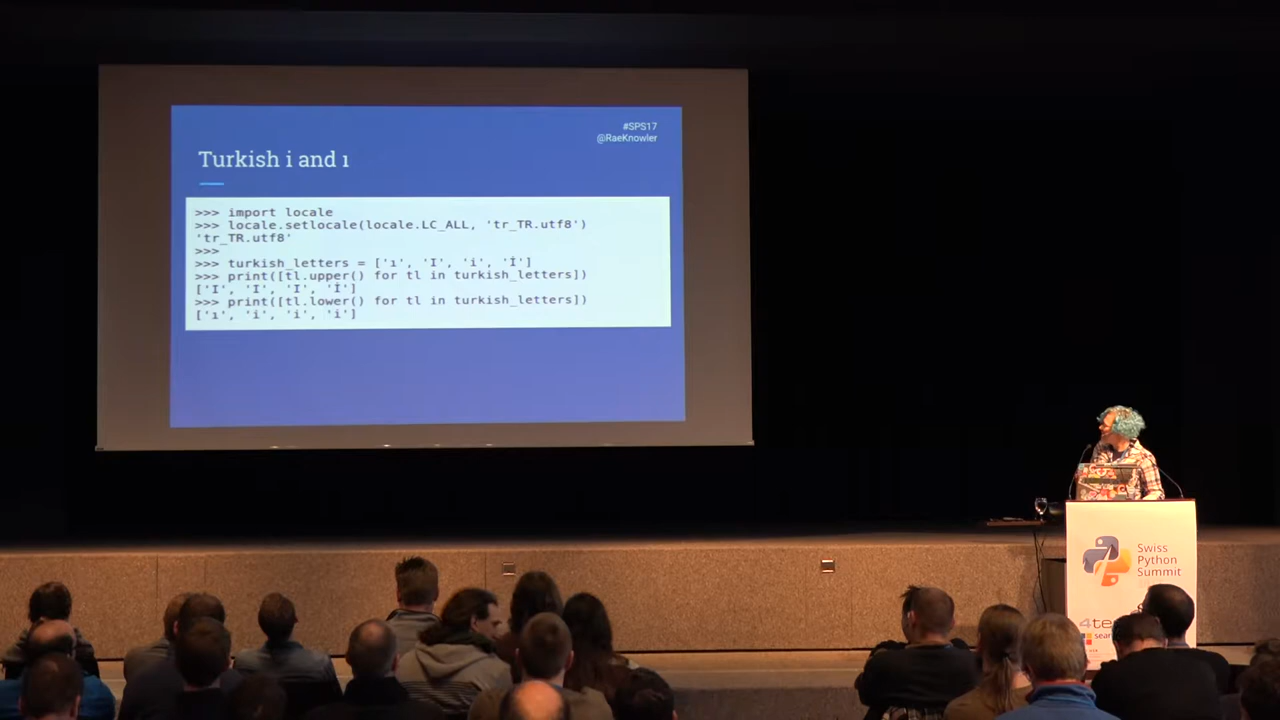 #SPS17
@RaeKnowler
Turkish i and ı
>>> import locale
>>> locale.setlocale(locale.LC_ALL, 'tr_TR.utf8')
'tr_TR.utf8'
>>>
>>> turkish_letters = ['ı', 'I', 'i', 'İ']
>>> print([tl.upper() for tl in turkish_letters])
['I', 'I', 'I', 'İ']
>>> print([tl.lower() for tl in turkish_letters])
['ı', 'i', 'i', 'i']
Swiss
Python
Summit